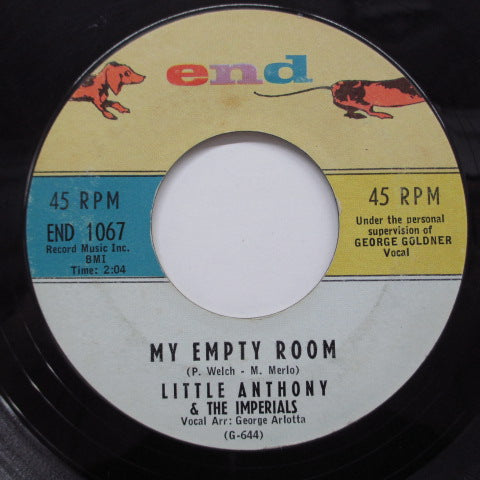 end
45 RPM
END 1067
Record Music Inc.
BMI
Time: 2:04
45 RPM
Under the personal
supervision of
GEORGE GOLDNER
Vocal
MY EMPTY ROOM
(P. Welch - M. Merlo)
LITTLE ANTHONY
& THE IMPERIALS
Vocal Arr: George Arlotta
(G-644)